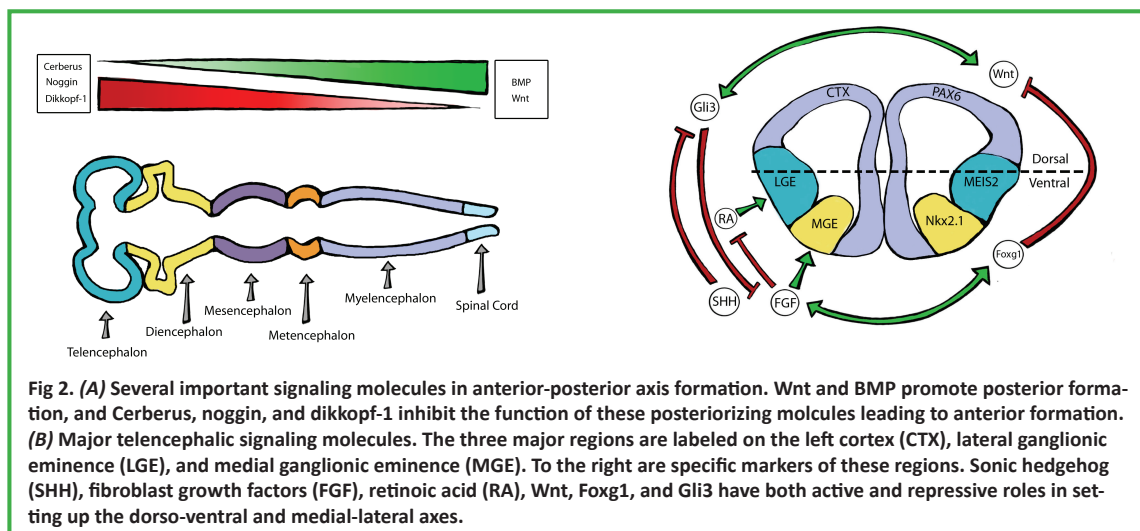 Cerberus
Noggin
Dikkopf-1
BMP
Wnt
Telencephalon
Diencephalon
Mesencephalon
Metencephalon
Myelencephalon
Spinal Cord
Wnt
Gli3
CTX
PAX6
Dorsal
Ventral
LGE
MEIS2
RA
MGE
Nkx2.1
Foxg1
SHH
FGF
Fig 2. (A) Several important signaling molecules in anterior-posterior axis formation. Wnt and BMP promote posterior forma-
tion, and Cerberus, noggin, and dikkopf-1 inhibit the function of these posteriorizing molcules leading to anterior formation.
(B) Major telencephalic signaling molecules. The three major regions are labeled on the left cortex (CTX), lateral ganglionic
eminence (LGE), and medial ganglionic eminence (MGE). To the right are specific markers of these regions. Sonic hedgehog
(SHH), fibroblast growth factors (FGF), retinoic acid (RA), Wnt, Foxg1, and Gli3 have both active and repressive roles in set-
ting up the dorso-ventral and medial-lateral axes.